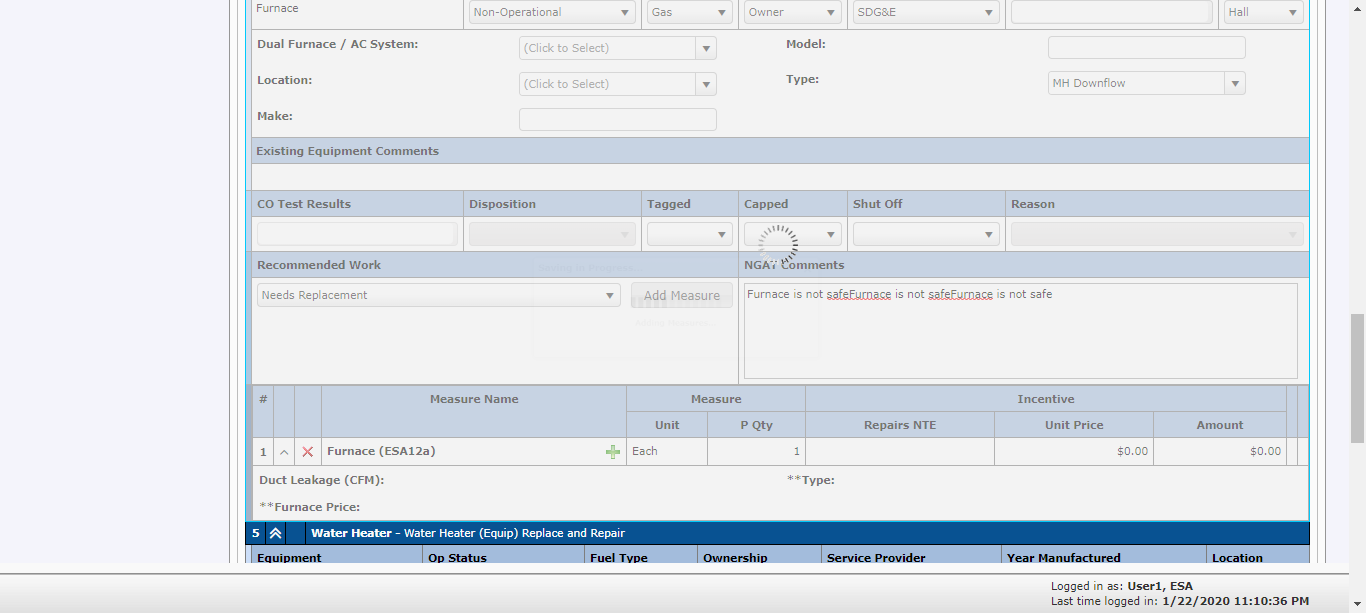 Furnace Non-Operational Gas Owner SDG&E Hall
Dual Furnace / AC System: (Click to Select) Model:
Location: (Click to Select) Type: MH Downflow
Make:
Existing Equipment Comments
CO Test Results Disposition Tagged Capped Shut Off Reason
Recommended Work NGAT Comments
Needs Replacement Add Measure Furnace is not safeFurnace is not safeFurnace is not safe
# Measure Name Measure Incentive
Unit P Qty Repairs NTE Unit Price Amount
1 Furnace (ESA12a) Each 1 $0.00 $0.00
Duct Leakage (CFM): **Type:
**Furnace Price:
5 Water Heater - Water Heater (Equip) Replace and Repair
Equipment Op Status Fuel Type Ownership Service Provider Year Manufactured Location
Logged in as: User1, ESA
Last time logged in: 1/22/2020 11:10:36 PM